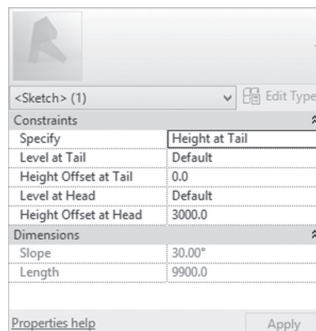 <Sketch> (1) Edit Type
Constraints
Specify Height at Tail
Level at Tail Default
Height Offset at Tail 0.0
Level at Head Default
Height Offset at Head 3000.0
Dimensions
Slope 30.00°
Length 9900.0
Properties help Apply